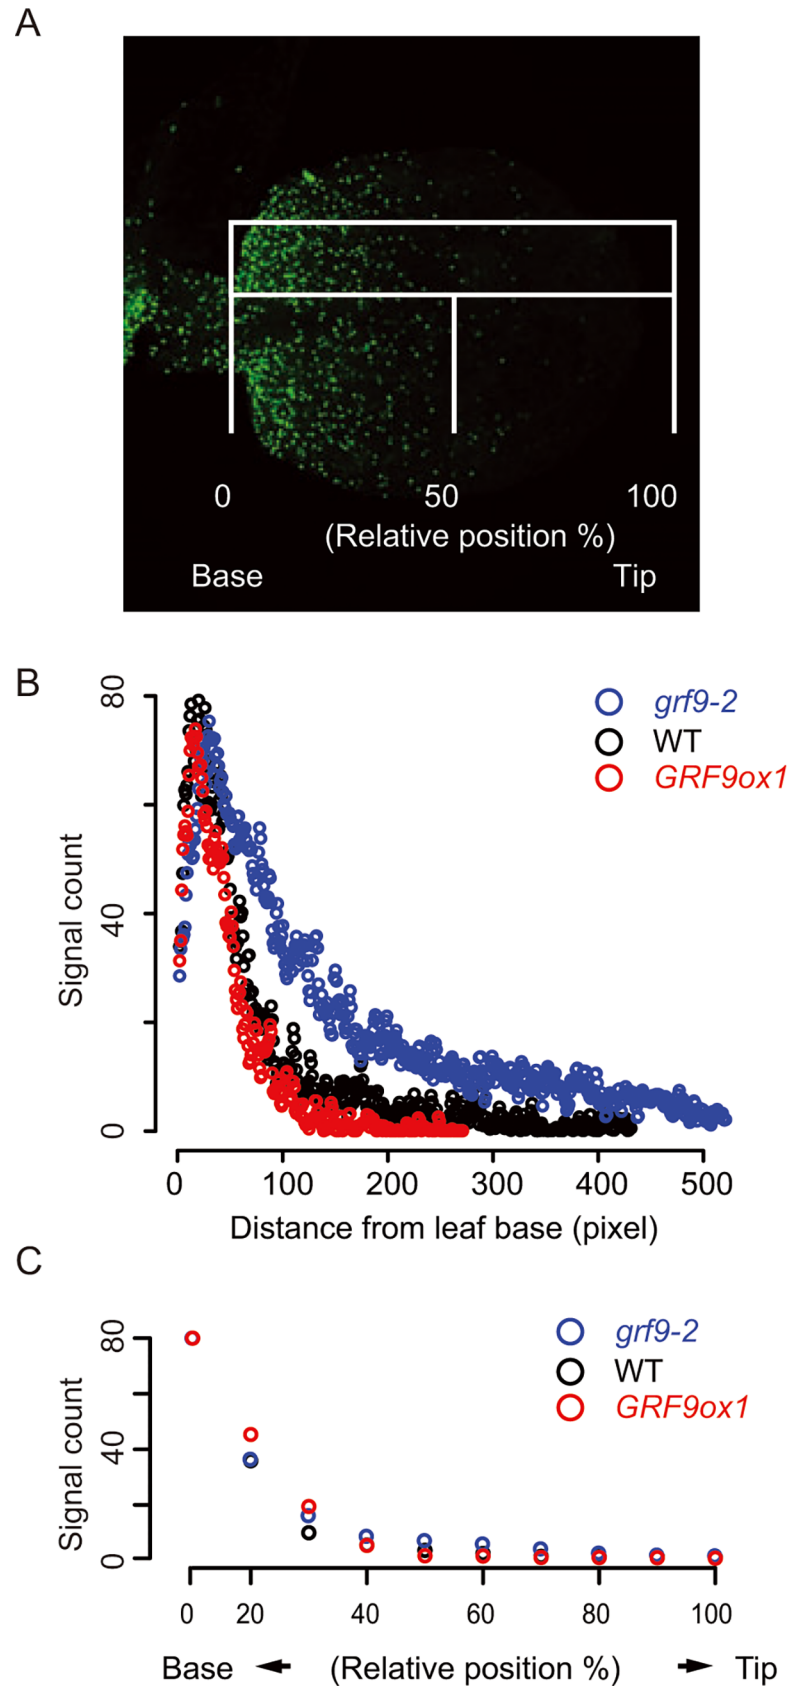 A
0 50 100
(Relative position %)
Base Tip
B
80
40
0
Signal count
grf9-2
WT
GRF9ox1
0 100 200 300 400 500
Distance from leaf base (pixel)
C
80
40
0
Signal count
grf9-2
WT
GRF9ox1
0 20 40 60 80 100
Base (Relative position %) Tip